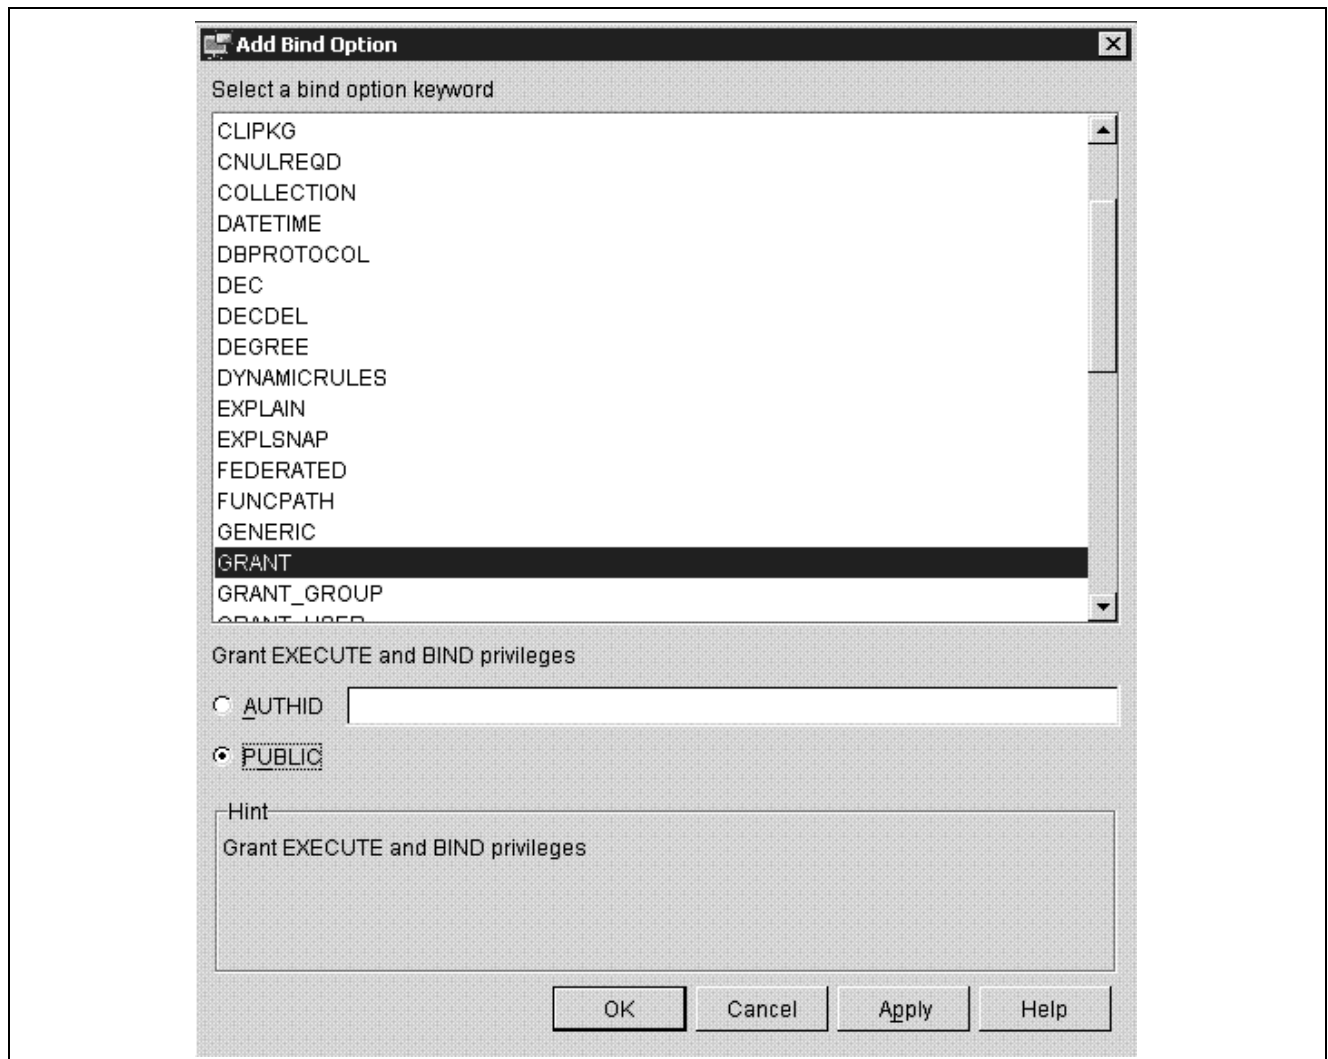 Add Bind Option
Select a bind option keyword
CLIPKG
CNULREQD
COLLECTION
DATETIME
DBPROTOCOL
DEC
DECDEL
DEGREE
DYNAMICRULES
EXPLAIN
EXPLSNAP
FEDERATED
FUNCPATH
GENERIC
GRANT
GRANT_GROUP
GRANT_USER
Grant EXECUTE and BIND privileges
AUTHID
PUBLIC
Hint
Grant EXECUTE and BIND privileges
OK Cancel Apply Help